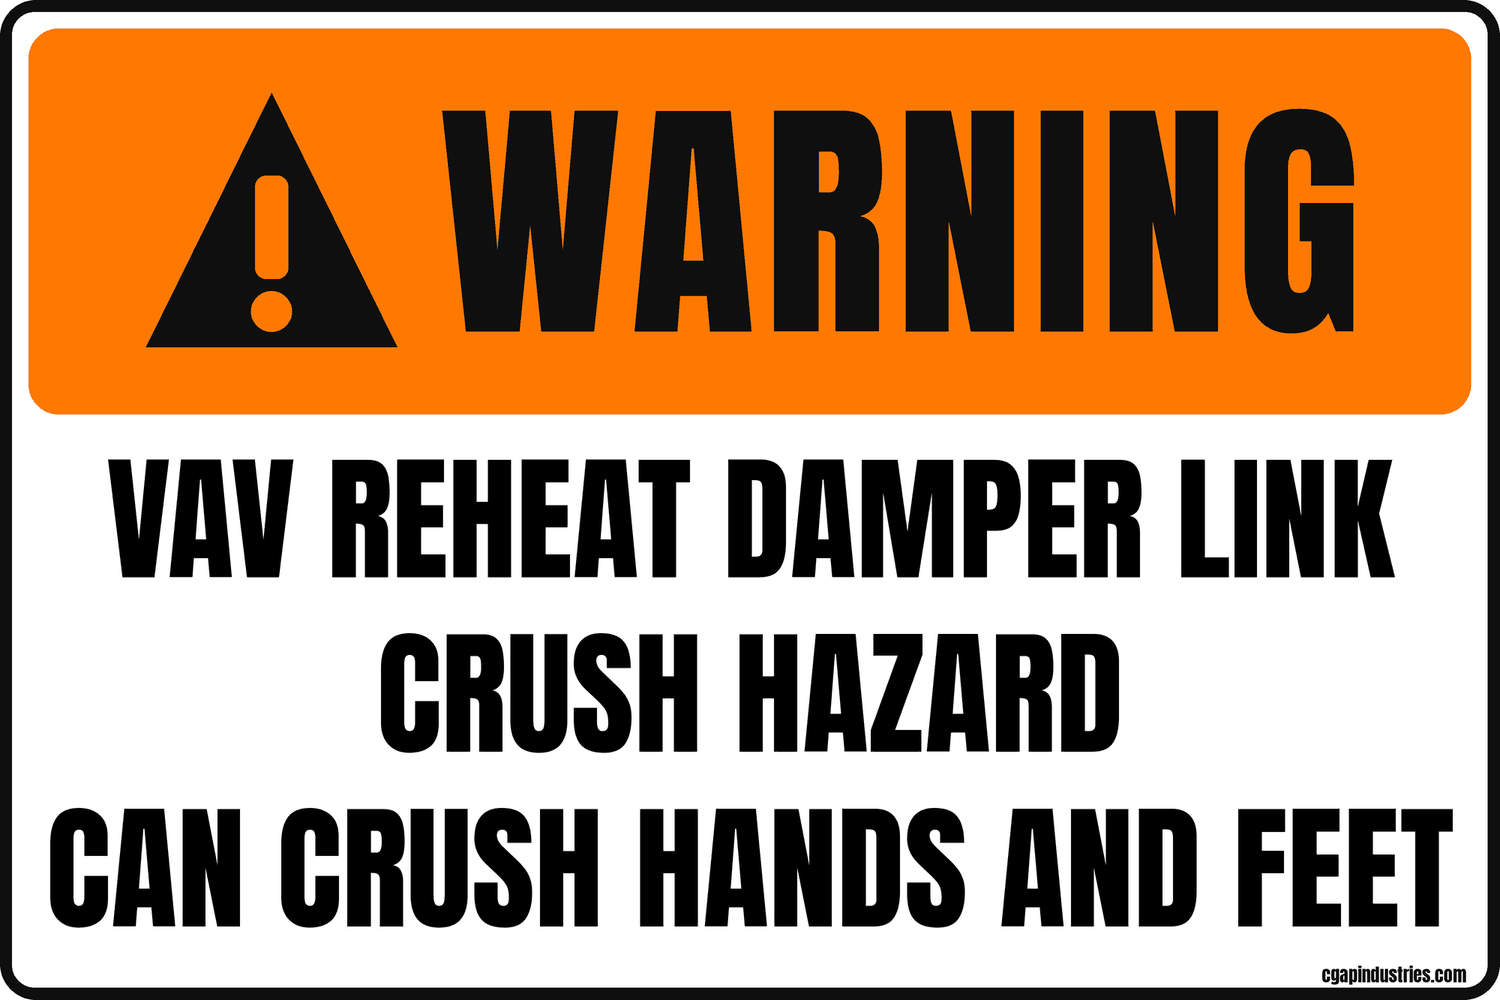 WARNING
VAV REHEAT DAMPER LINK
CRUSH HAZARD
CAN CRUSH HANDS AND FEET
cgapindustries.com